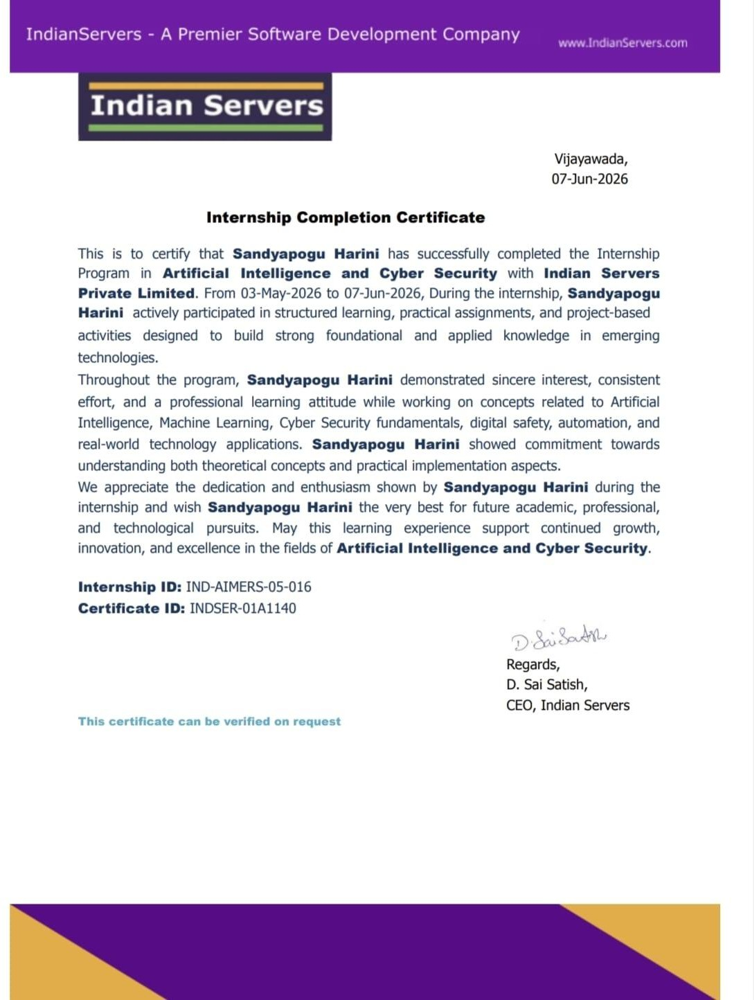 IndianServers - A Premier Software Development Company
www.IndianServers.com
Indian Servers
Vijayawada,
07-Jun-2026
Internship Completion Certificate
This is to certify that Sandyapogu Harini has successfully completed the Internship
Program in Artificial Intelligence and Cyber Security with Indian Servers
Private Limited. From 03-May-2026 to 07-Jun-2026, During the internship, Sandyapogu
Harini actively participated in structured learning, practical assignments, and project-based
activities designed to build strong foundational and applied knowledge in emerging
technologies.
Throughout the program, Sandyapogu Harini demonstrated sincere interest, consistent
effort, and a professional learning attitude while working on concepts related to Artificial
Intelligence, Machine Learning, Cyber Security fundamentals, digital safety, automation, and
real-world technology applications. Sandyapogu Harini showed commitment towards
understanding both theoretical concepts and practical implementation aspects.
We appreciate the dedication and enthusiasm shown by Sandyapogu Harini during the
internship and wish Sandyapogu Harini the very best for future academic, professional,
and technological pursuits. May this learning experience support continued growth,
innovation, and excellence in the fields of Artificial Intelligence and Cyber Security.
Internship ID: IND-AIMERS-05-016
Certificate ID: INDSER-01A1140
D. Sai Satish
Regards,
D. Sai Satish,
CEO, Indian Servers
This certificate can be verified on request